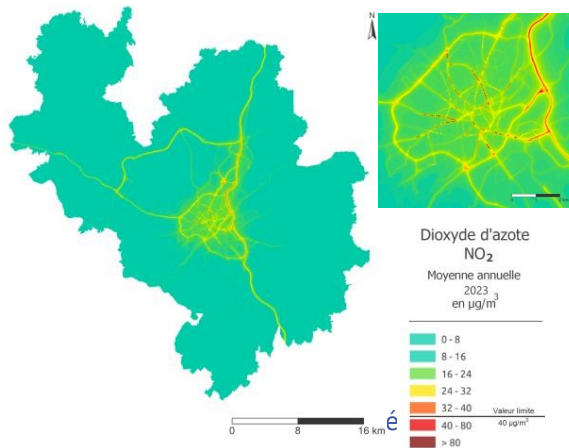 N
Dioxyde d'azote
NO₂
Moyenne annuelle
2023
en µg/m³
0 - 8
8 - 16
16 - 24
24 - 32
32 - 40
Valeur limite
40 µg/m³
40 - 80
> 80
0 8 16 km
é